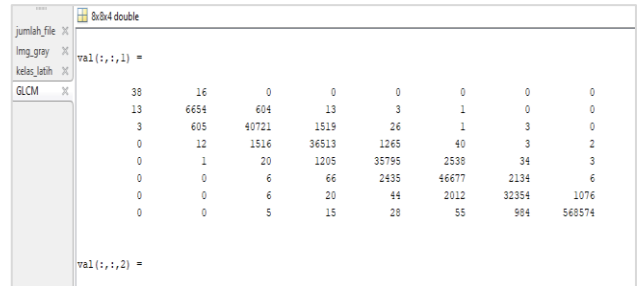 8x8x4 double
jumlah_file
Img_gray
kelas_latih
GLCM
val(:,:,1) =
38 16 0 0 0 0 0 0
13 6654 604 13 3 1 0 0
3 605 40721 1519 26 1 3 0
0 12 1516 36513 1265 40 3 2
0 1 20 1205 35795 2538 34 3
0 0 6 66 2435 46677 2134 6
0 0 6 20 44 2012 32354 1076
0 0 5 15 28 55 984 568574
val(:,:,2) =